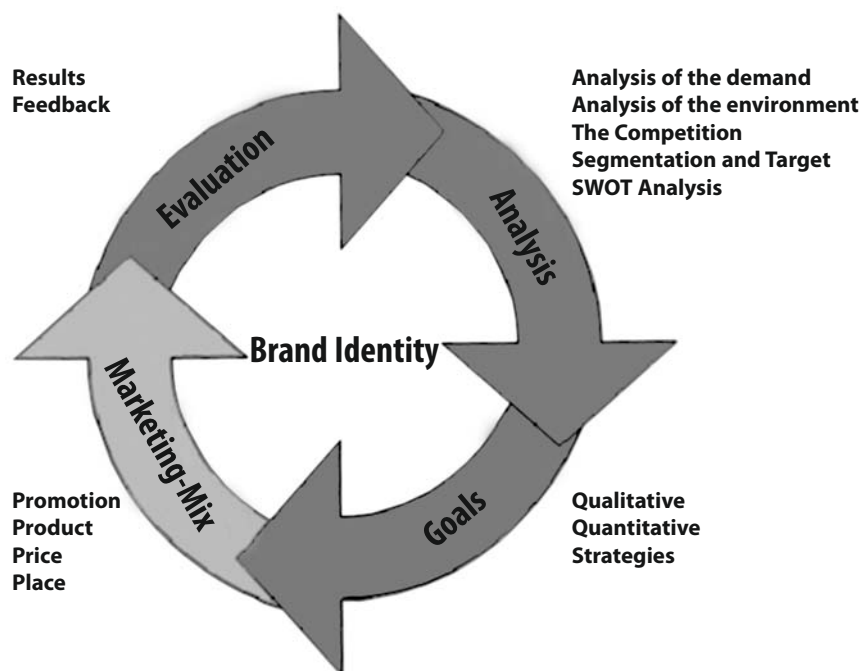 Results
Feedback
Evaluation
Analysis of the demand
Analysis of the environment
The Competition
Segmentation and Target
SWOT Analysis
Analysis
Brand Identity
Marketing-Mix
Goals
Promotion
Product
Price
Place
Qualitative
Quantitative
Strategies